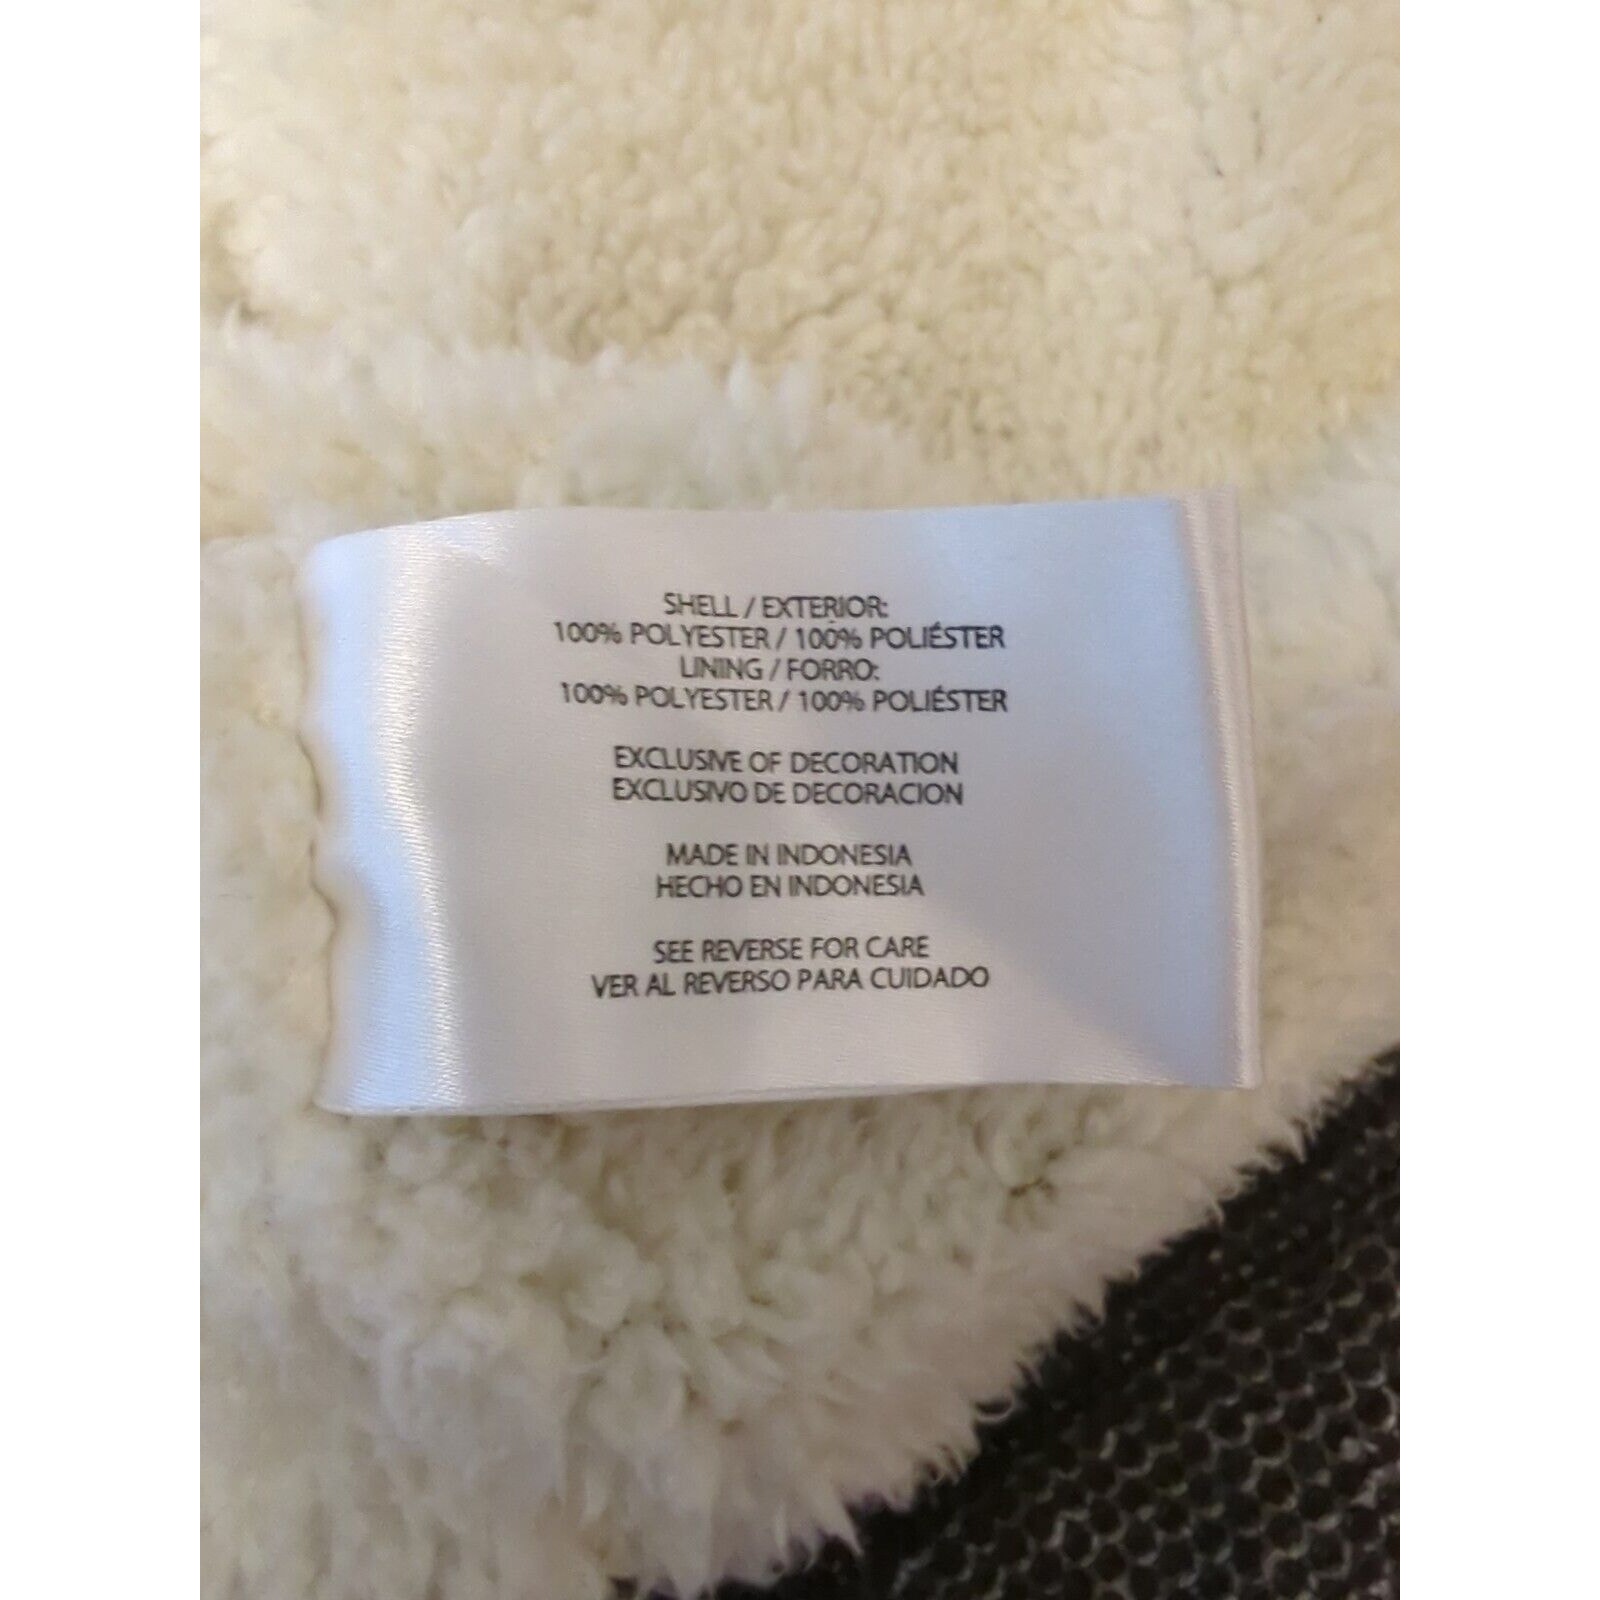 SHELL / EXTERIOR:
100% POLYESTER / 100% POLIÉSTER
LINING / FORRO:
100% POLYESTER / 100% POLIÉSTER
EXCLUSIVE OF DECORATION
EXCLUSIVO DE DECORACION
MADE IN INDONESIA
HECHO EN INDONESIA
SEE REVERSE FOR CARE
VER AL REVERSO PARA CUIDADO